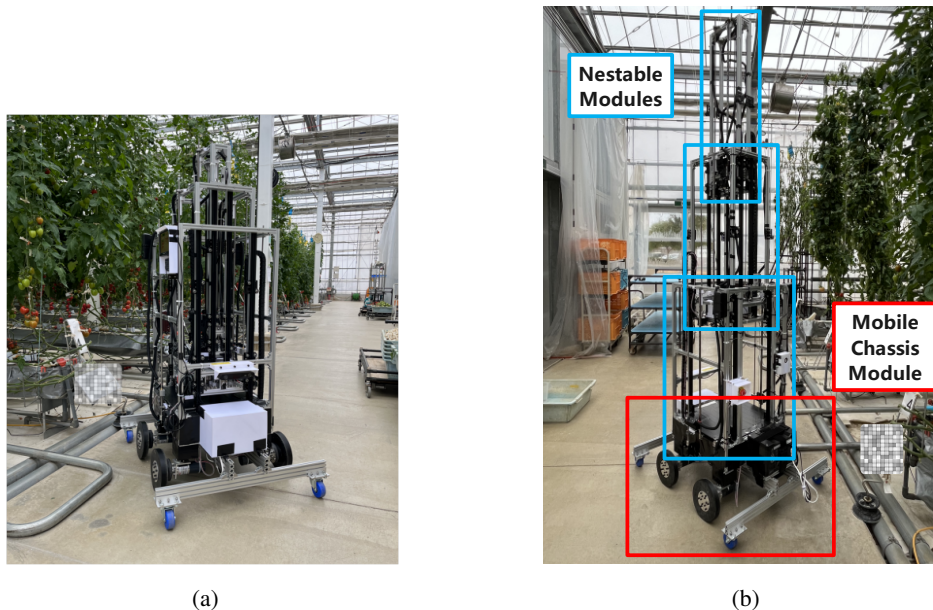 Nestable
Modules
Mobile
Chassis
Module
(a)
(b)